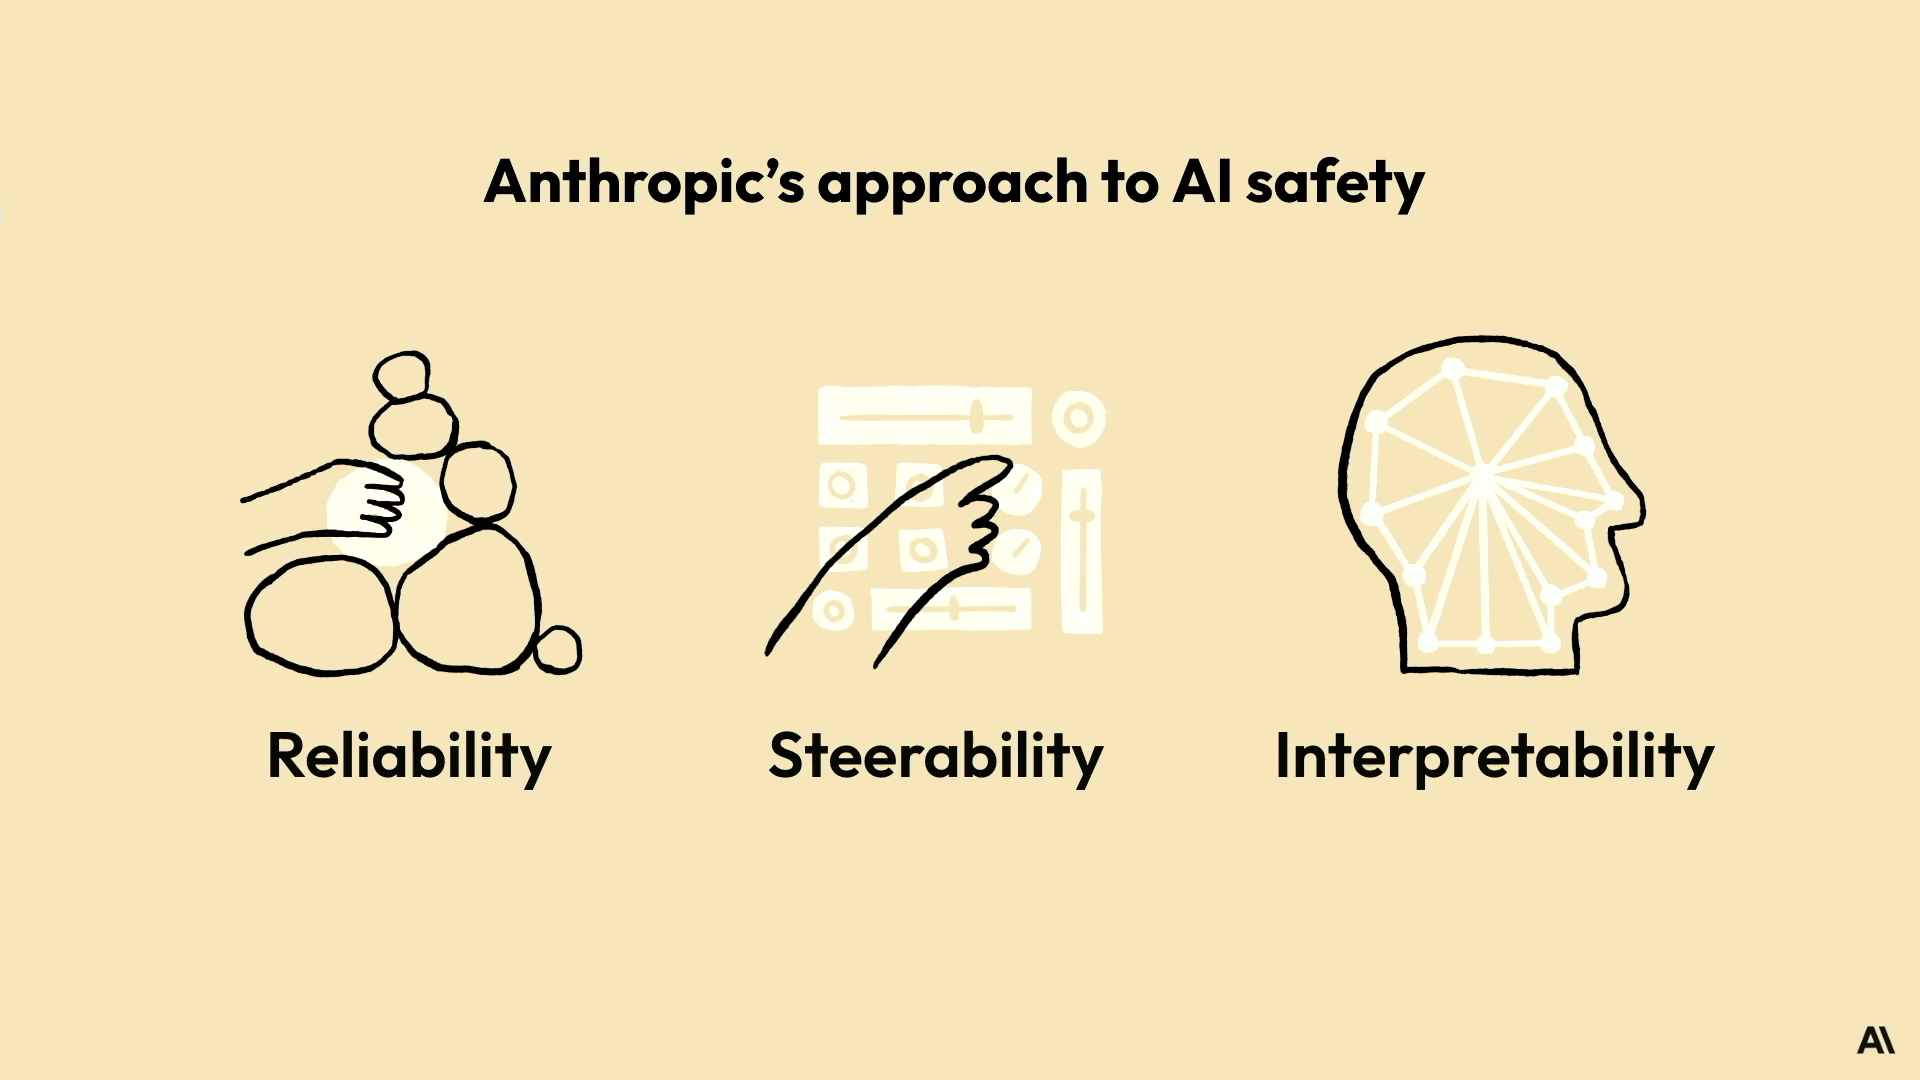 Anthropic’s approach to AI safety
Reliability
Steerability
Interpretability
A\